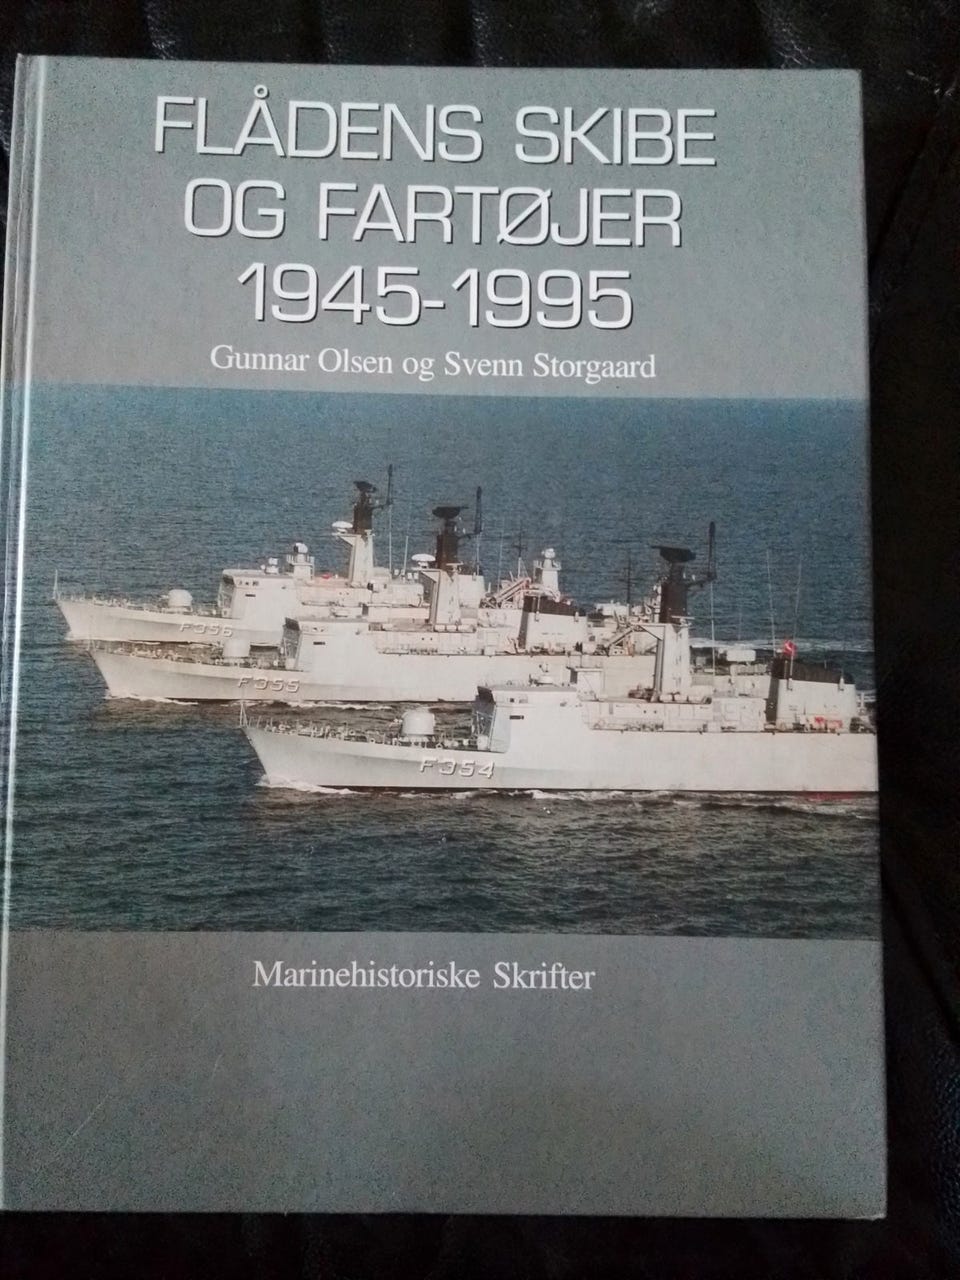 FLÅDENS SKIBE
OG FARTØJER
1945-1995
Gunnar Olsen og Svenn Storgaard
F356
F355
F354
Marinehistoriske Skrifter